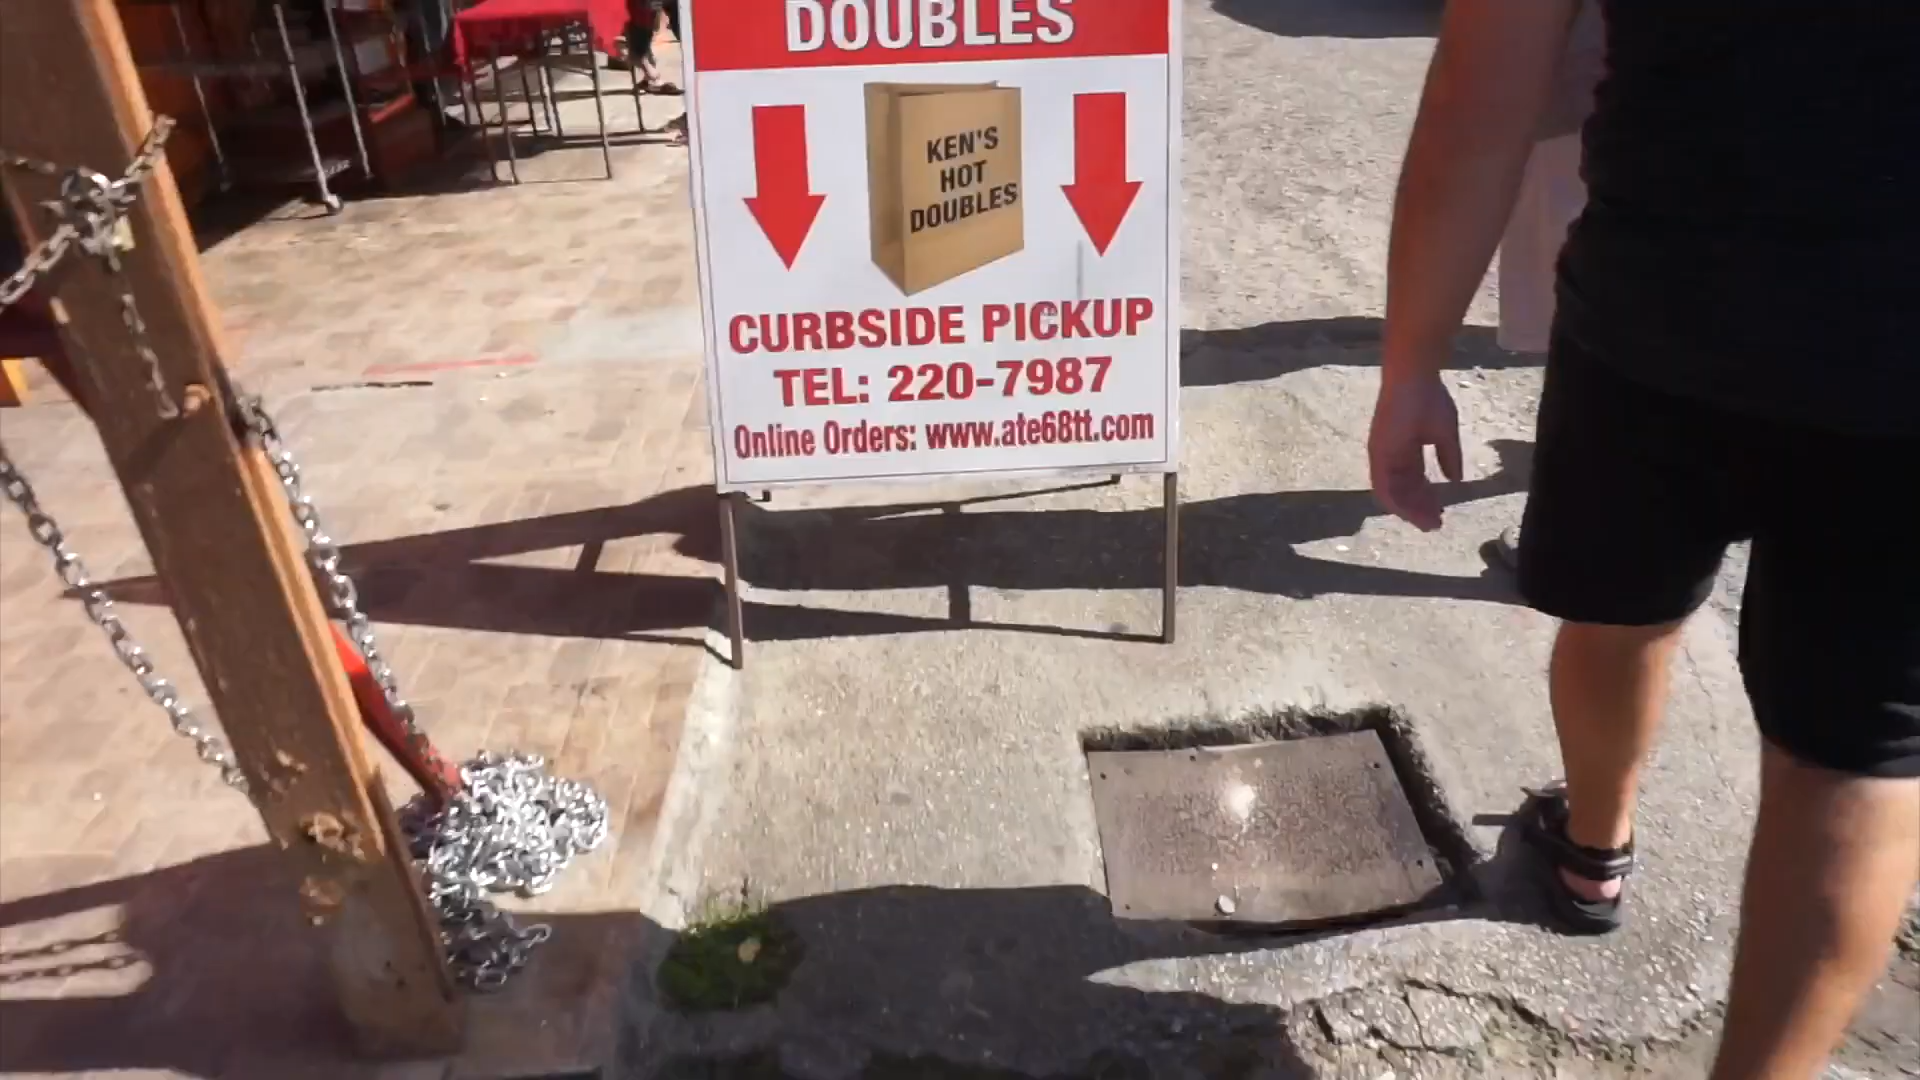 DOUBLES
KEN'S
HOT
DOUBLES
CURBSIDE PICKUP
TEL: 220-7987
Online Orders: www.ate68tt.com